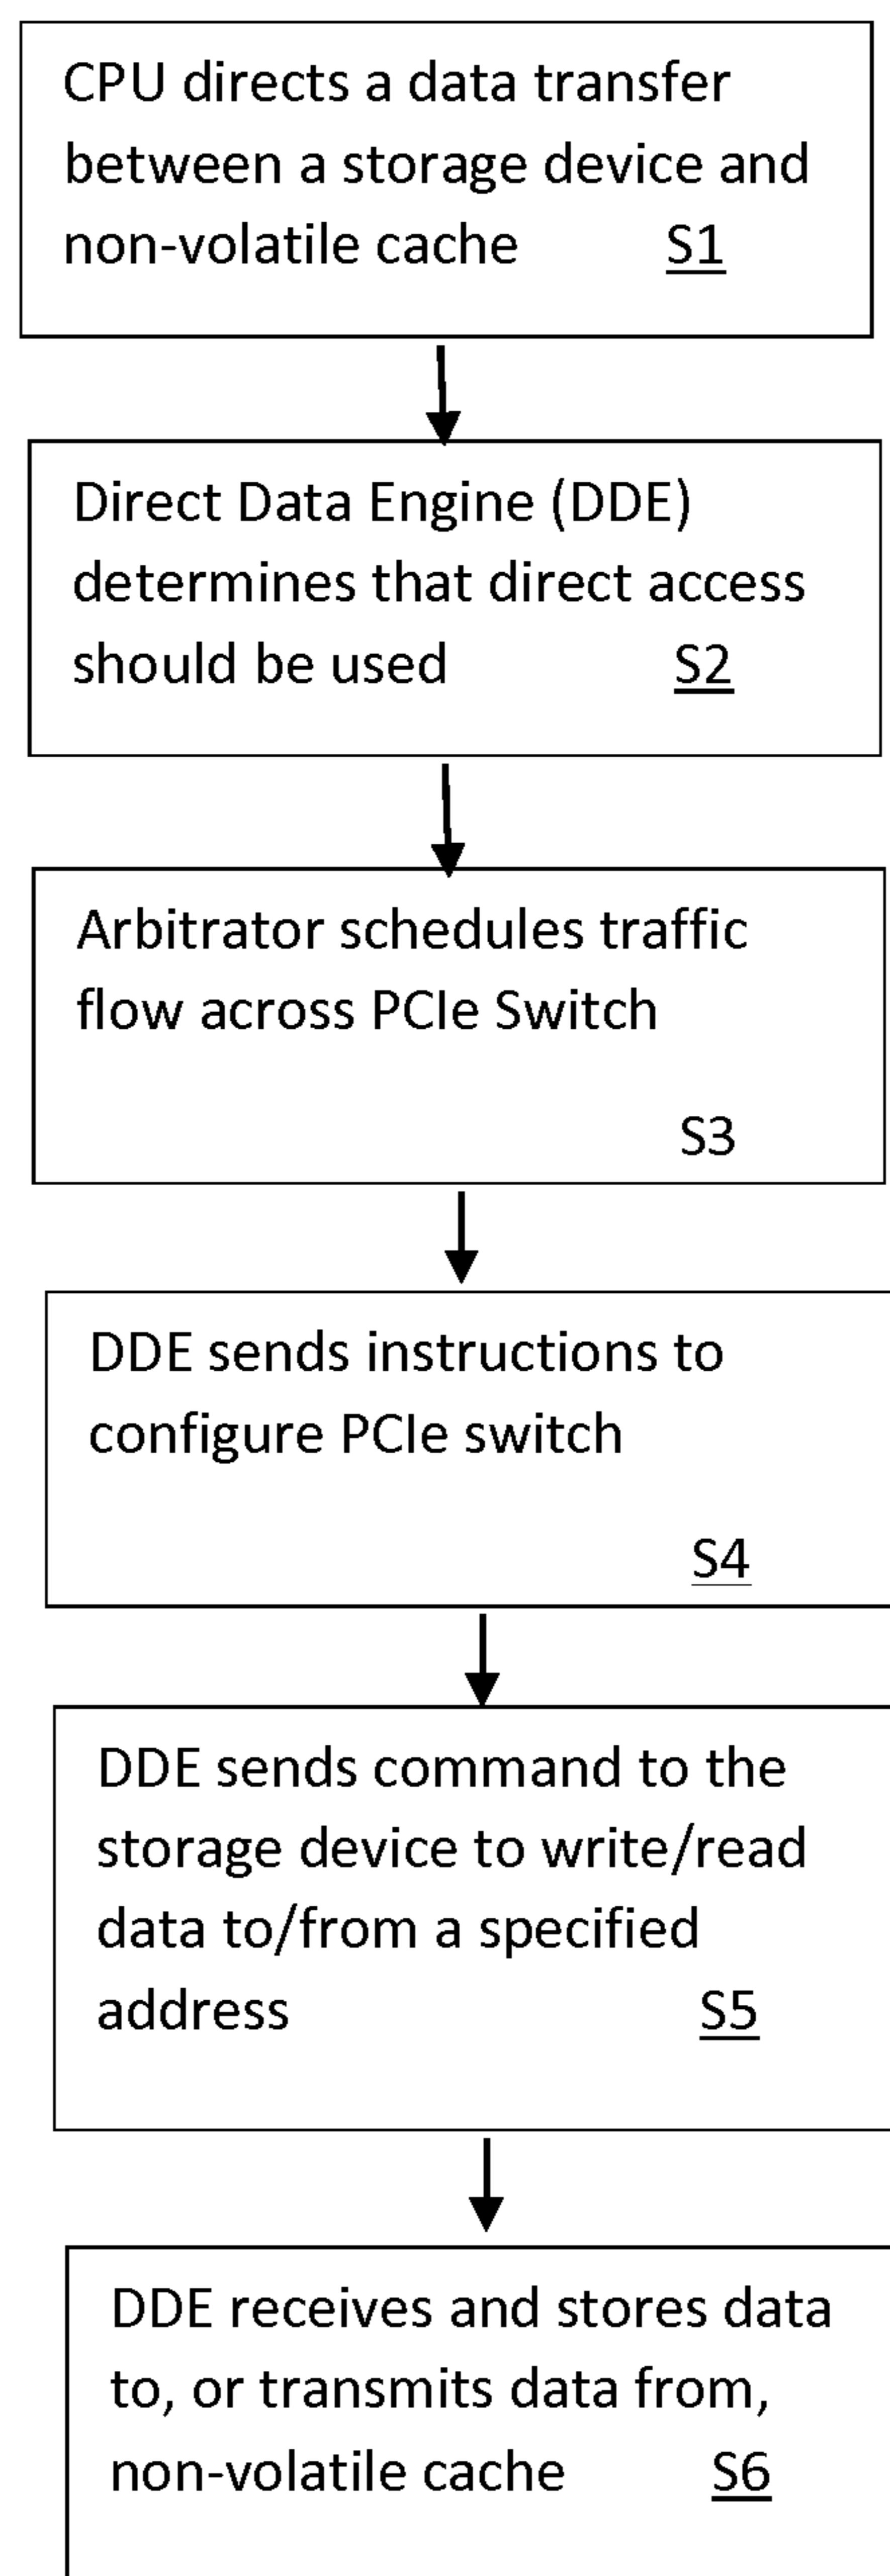 CPU directs a data transfer
between a storage device and
non-volatile cache S1
Direct Data Engine (DDE)
determines that direct access
should be used S2
Arbitrator schedules traffic
flow across PCIe Switch
S3
DDE sends instructions to
configure PCIe switch
S4
DDE sends command to the
storage device to write/read
data to/from a specified
address S5
DDE receives and stores data
to, or transmits data from,
non-volatile cache S6